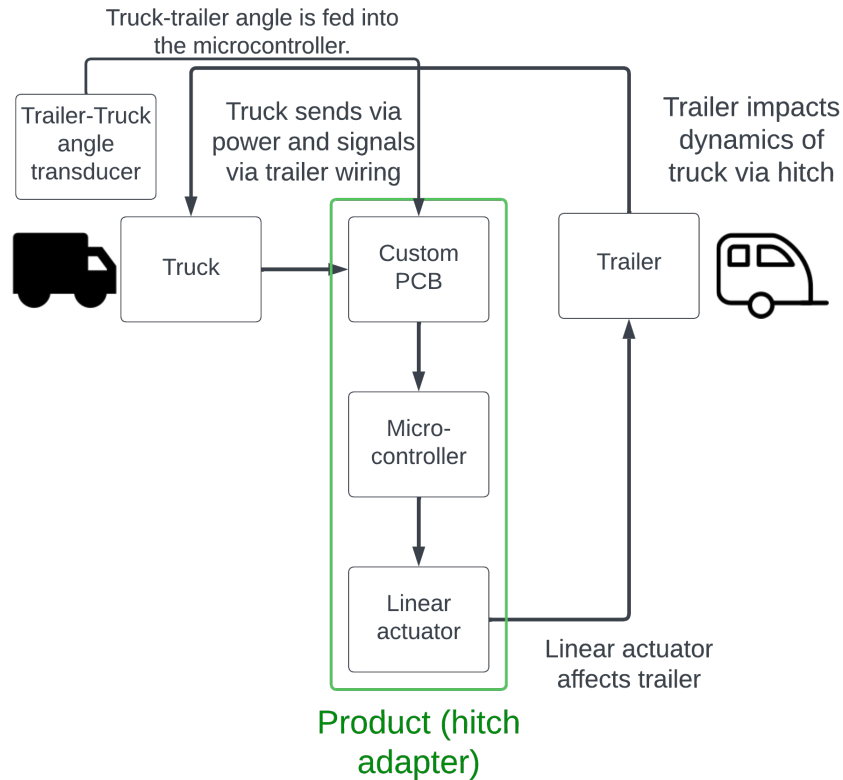 Truck-trailer angle is fed into
the microcontroller.
Trailer-Truck
angle
transducer
Truck sends via
power and signals
via trailer wiring
Trailer impacts
dynamics of
truck via hitch
Truck
Custom
PCB
Trailer
Micro-
controller
Linear
actuator
Linear actuator
affects trailer
Product (hitch
adapter)